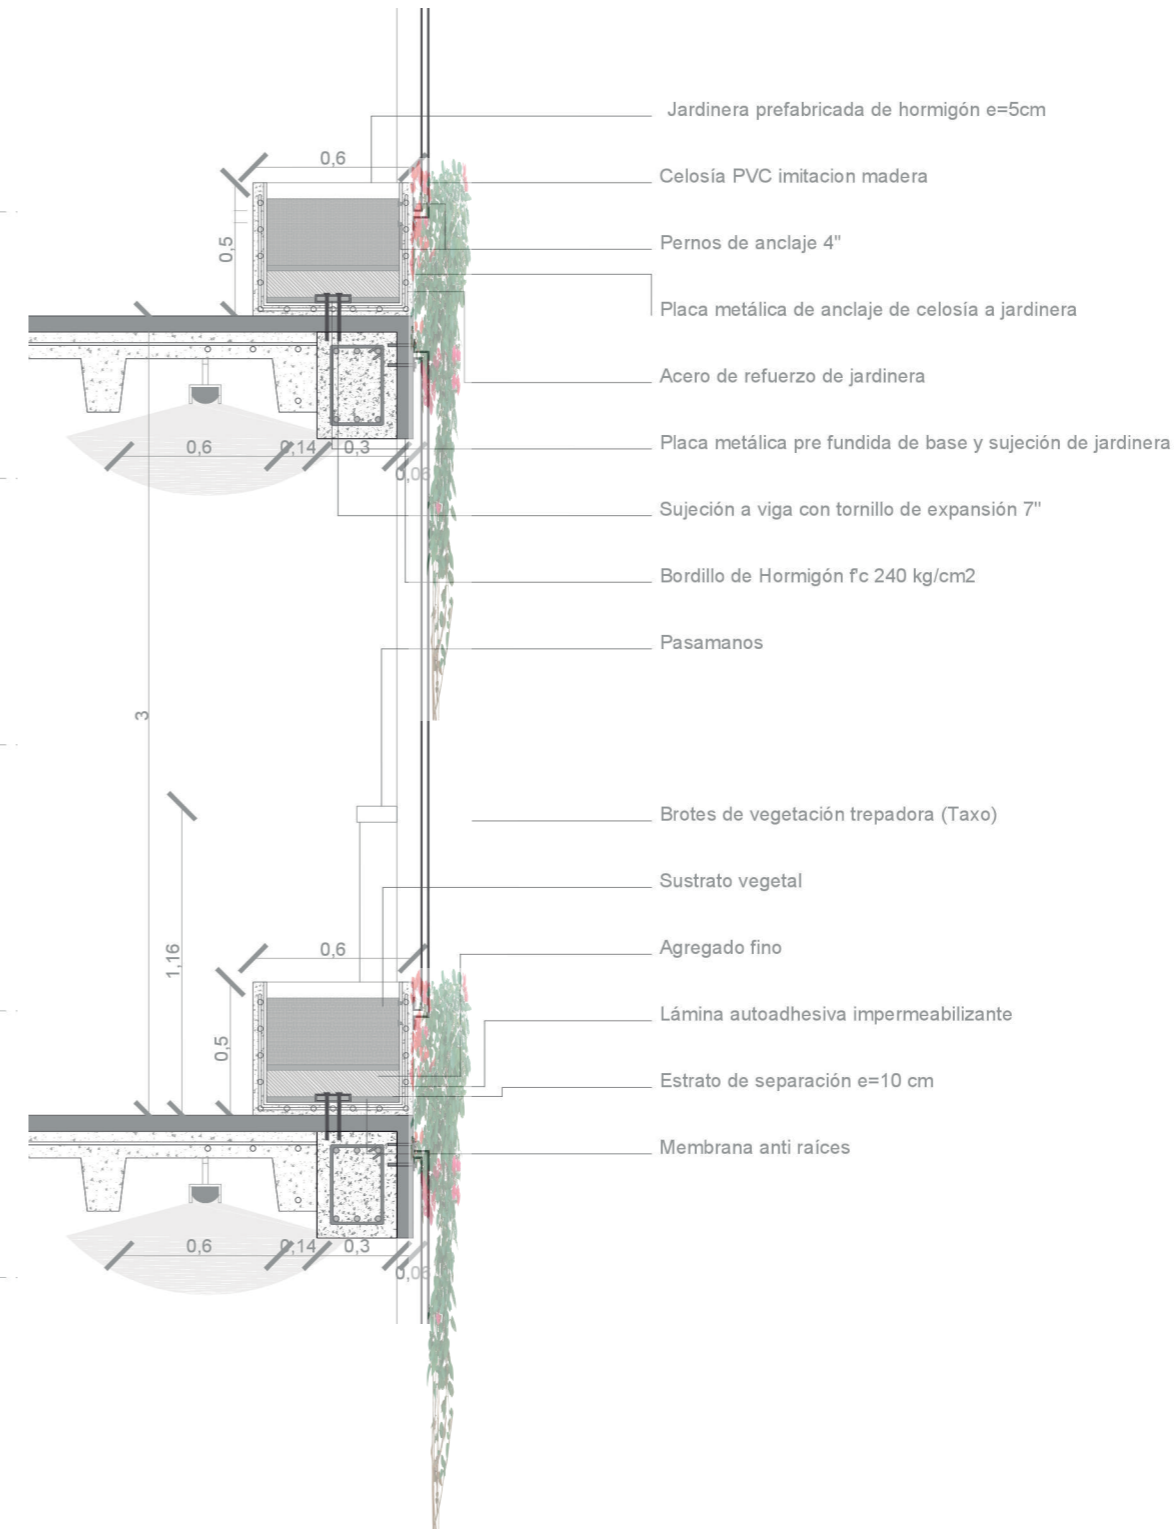 Jardinera prefabricada de hormigón e=5cm
0,6
Celosía PVC imitacion madera
Pernos de anclaje 4"
0,5
Placa metálica de anclaje de celosía a jardinera
Acero de refuerzo de jardinera
Placa metálica pre fundida de base y sujeción de jardinera
0,6
0,14
0,3
0,06
Sujeción a viga con tornillo de expansión 7"
Bordillo de Hormigón f'c 240 kg/cm2
Pasamanos
3
Brotes de vegetación trepadora (Taxo)
Sustrato vegetal
Agregado fino
0,6
1,16
Lámina autoadhesiva impermeabilizante
0,5
Estrato de separación e=10 cm
Membrana anti raíces
0,6
0,14
0,3
0,06